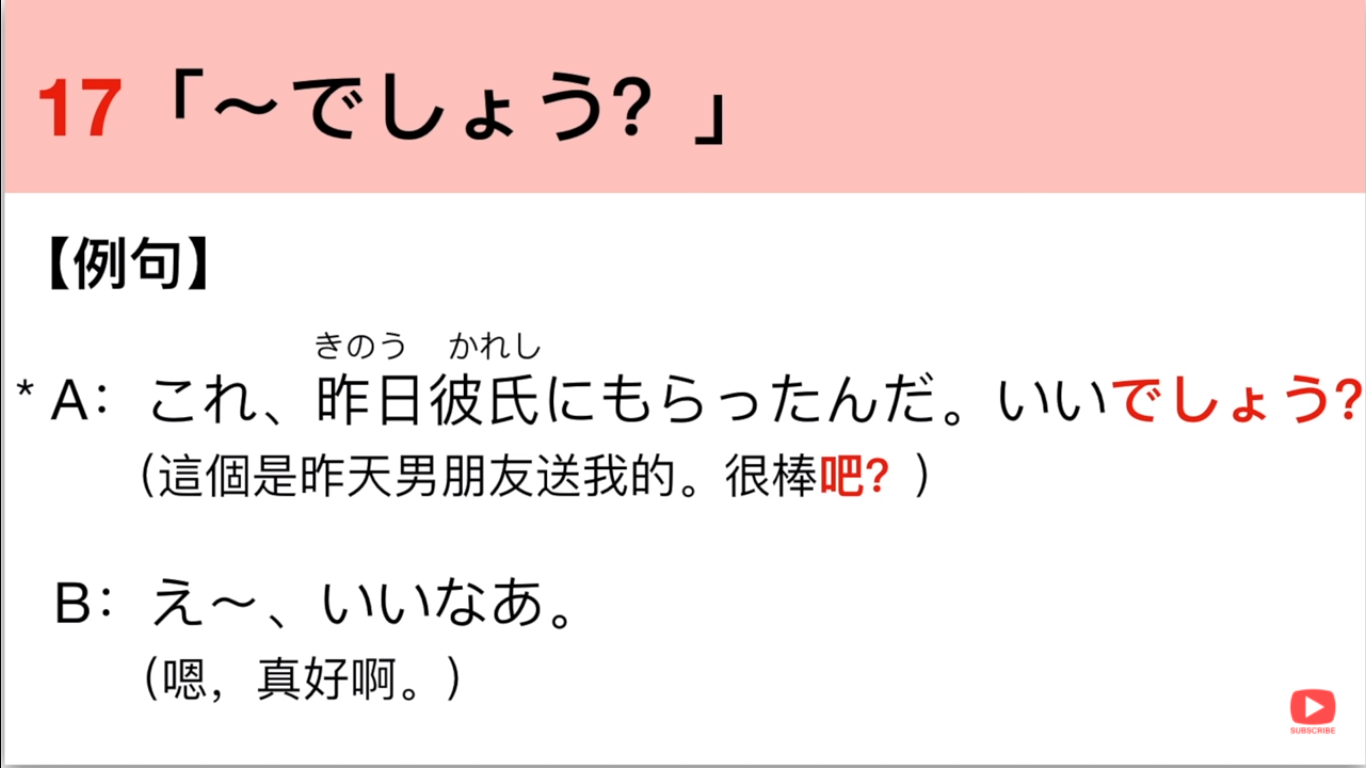 17「～でしょう？」
【例句】
きのう かれし
* A：これ、昨日彼氏にもらったんだ。いいでしょう？
（這個是昨天男朋友送我的。很棒吧？）
B：え～、いいなあ。
（嗯，真好啊。）
SUBSCRIBE